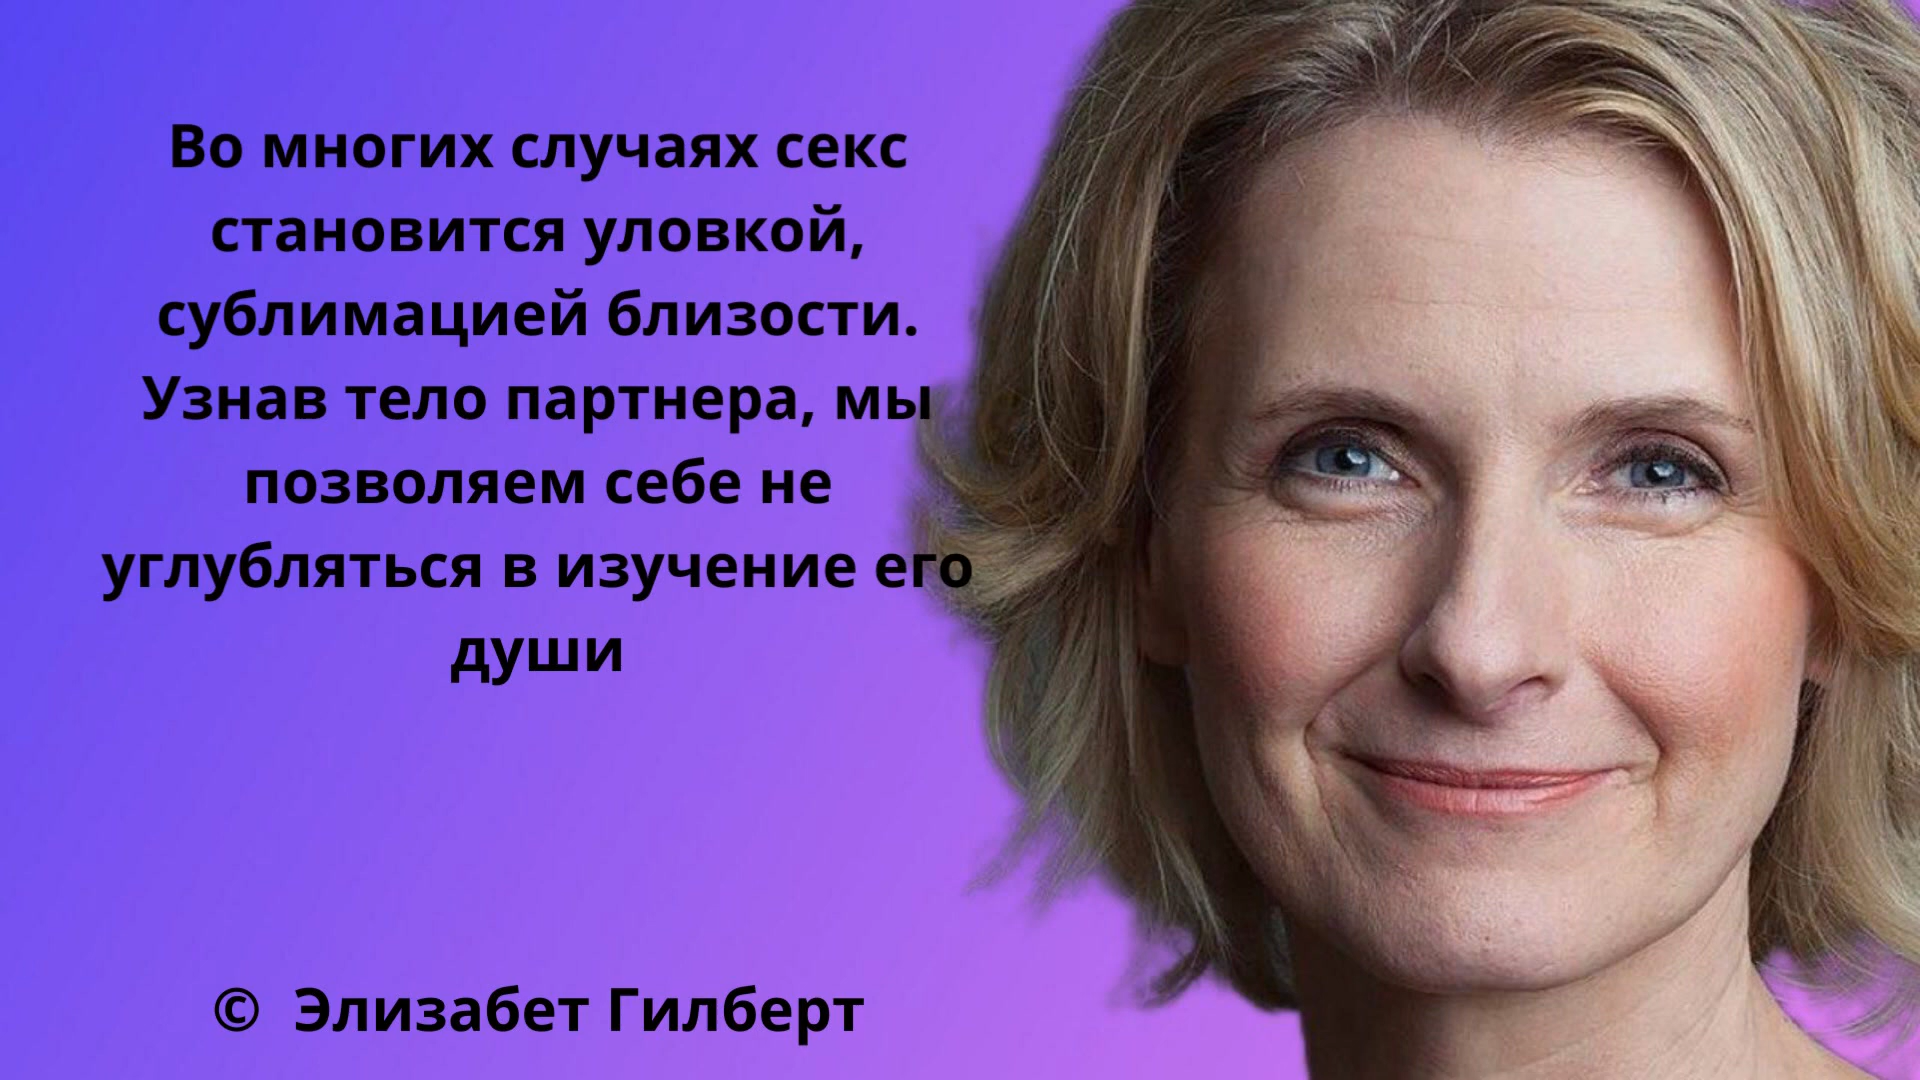 Во многих случаях секс
становится уловкой,
сублимацией близости.
Узнав тело партнера, мы
позволяем себе не
углубляться в изучение его
души
© Элизабет Гилберт